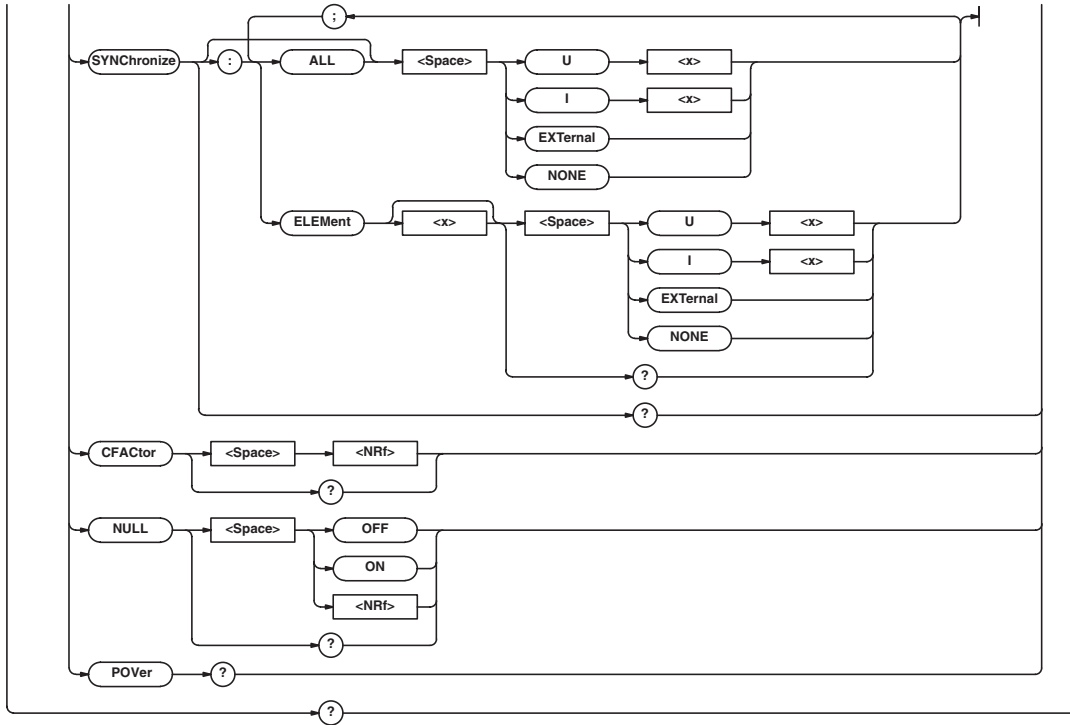 ;
SYNChronize : ALL <Space> U <x>
I <x>
EXTernal
NONE
ELEMent <x> <Space> U <x>
I <x>
EXTernal
NONE
?
?
CFACtor <Space> <NRf>
?
NULL <Space> OFF
ON
<NRf>
?
POVer ?
?